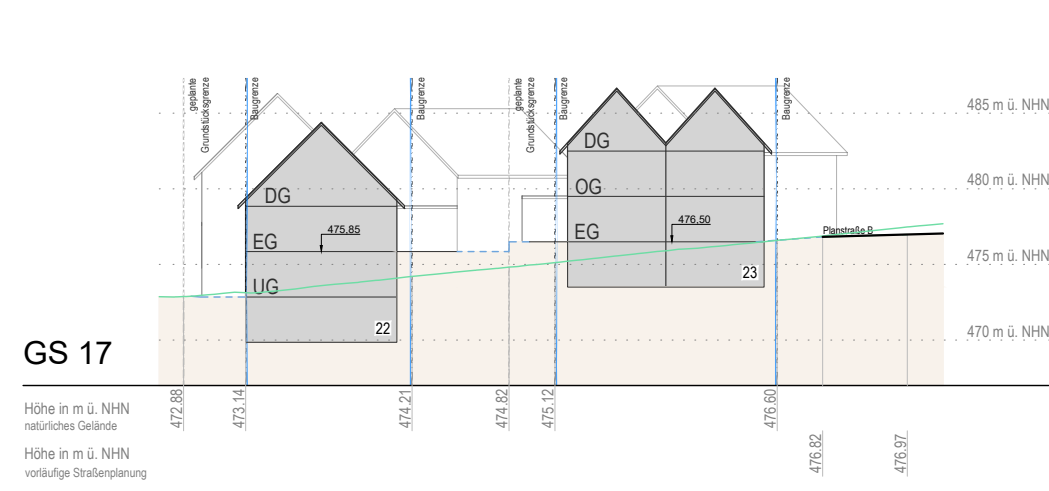 geplante
Grundstücksgrenze
Baugrenze
Baugrenze
geplante
Grundstücksgrenze
Baugrenze
Baugrenze
485 m ü. NHN
480 m ü. NHN
475 m ü. NHN
470 m ü. NHN
DG
EG
UG
475,85
22
DG
OG
EG
476,50
23
Planstraße B
GS 17
Höhe in m ü. NHN
natürliches Gelände
472.88
473.14
474.21
474.82
475.12
476.60
Höhe in m ü. NHN
vorläufige Straßenplanung
476.82
476.97